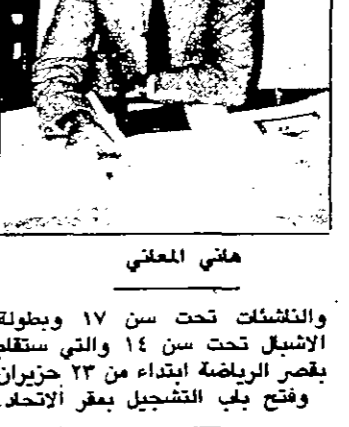 هاني المعاني
والناشئات تحت سن ١٧ وبطولة
الاشبال تحت سن ١٤ والتي ستقام
بقصر الرياضة ابتداء من ٢٣ حزيران
وفتح باب التسجيل بمقر الاتحاد.